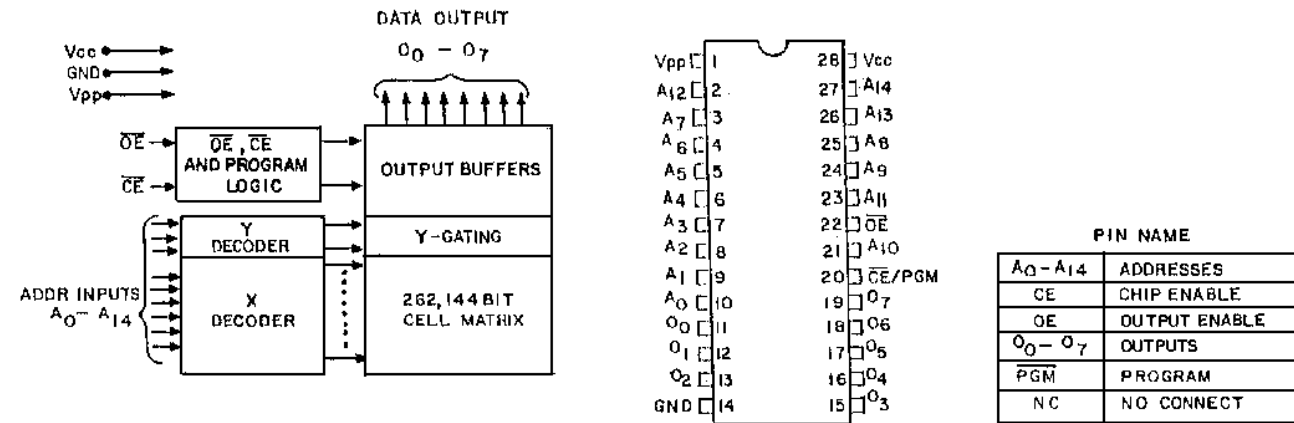 DATA OUTPUT
O0 – O7
Vcc
GND
Vpp
OE
CE
OE, CE
AND PROGRAM
LOGIC
OUTPUT BUFFERS
Y
DECODER
Y-GATING
ADDR INPUTS
A0– A14
X
DECODER
262,144 BIT
CELL MATRIX
Vpp 1 28 Vcc
A12 2 27 A14
A7 3 26 A13
A6 4 25 A8
A5 5 24 A9
A4 6 23 A11
A3 7 22 OE
A2 8 21 A10
A1 9 20 CE/PGM
A0 10 19 O7
O0 11 18 O6
O1 12 17 O5
O2 13 16 O4
GND 14 15 O3
PIN NAME
A0-A14 ADDRESSES
CE CHIP ENABLE
OE OUTPUT ENABLE
O0– O7 OUTPUTS
PGM PROGRAM
NC NO CONNECT